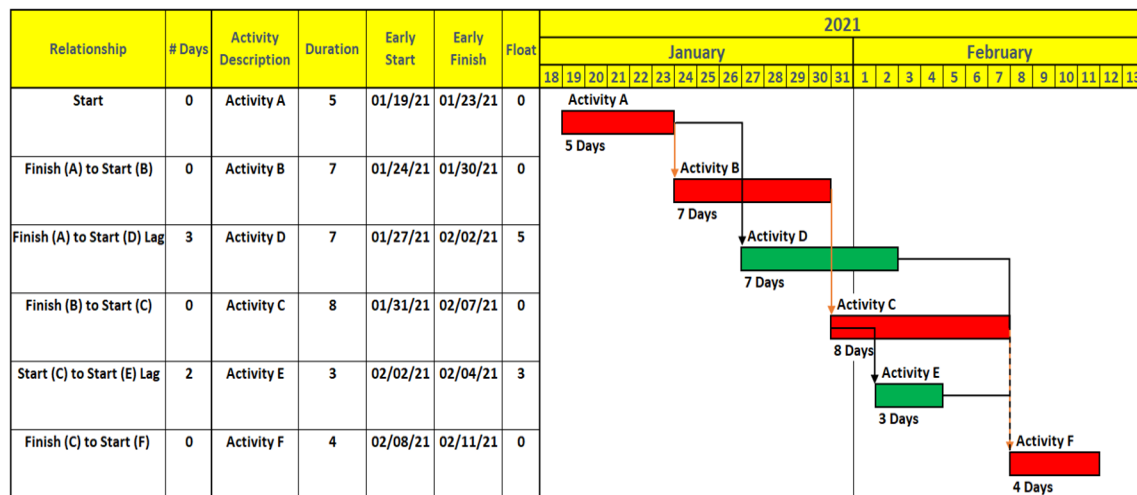 Relationship # Days Activity Description Duration Early Start Early Finish Float 2021
January February
18 19 20 21 22 23 24 25 26 27 28 29 30 31 1 2 3 4 5 6 7 8 9 10 11 12 13
Start 0 Activity A 5 01/19/21 01/23/21 0 Activity A
5 Days
Finish (A) to Start (B) 0 Activity B 7 01/24/21 01/30/21 0 Activity B
7 Days
Finish (A) to Start (D) Lag 3 Activity D 7 01/27/21 02/02/21 5 Activity D
7 Days
Finish (B) to Start (C) 0 Activity C 8 01/31/21 02/07/21 0 Activity C
8 Days
Start (C) to Start (E) Lag 2 Activity E 3 02/02/21 02/04/21 3 Activity E
3 Days
Finish (C) to Start (F) 0 Activity F 4 02/08/21 02/11/21 0 Activity F
4 Days